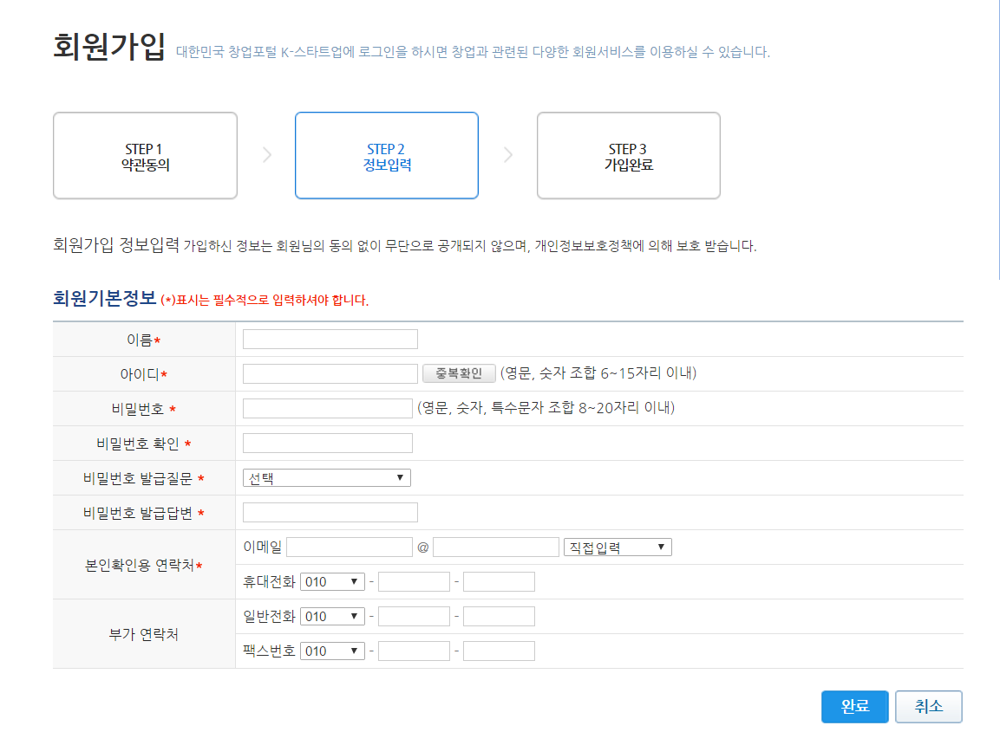 회원가입 대한민국 창업포털 K-스타트업에 로그인을 하시면 창업과 관련된 다양한 회원서비스를 이용하실 수 있습니다.
STEP 1
약관동의
STEP 2
정보입력
STEP 3
가입완료
회원가입 정보입력 가입하신 정보는 회원님의 동의 없이 무단으로 공개되지 않으며, 개인정보보호정책에 의해 보호 받습니다.
회원기본정보 (*)표시는 필수적으로 입력하셔야 합니다.
이름*
아이디* 중복확인 (영문, 숫자 조합 6~15자리 이내)
비밀번호 * (영문, 숫자, 특수문자 조합 8~20자리 이내)
비밀번호 확인 *
비밀번호 발급질문 * 선택
비밀번호 발급답변 *
본인확인용 연락처*
이메일 @ 직접입력
휴대전화 010 - -
부가 연락처
일반전화 010 - -
팩스번호 010 - -
완료 취소